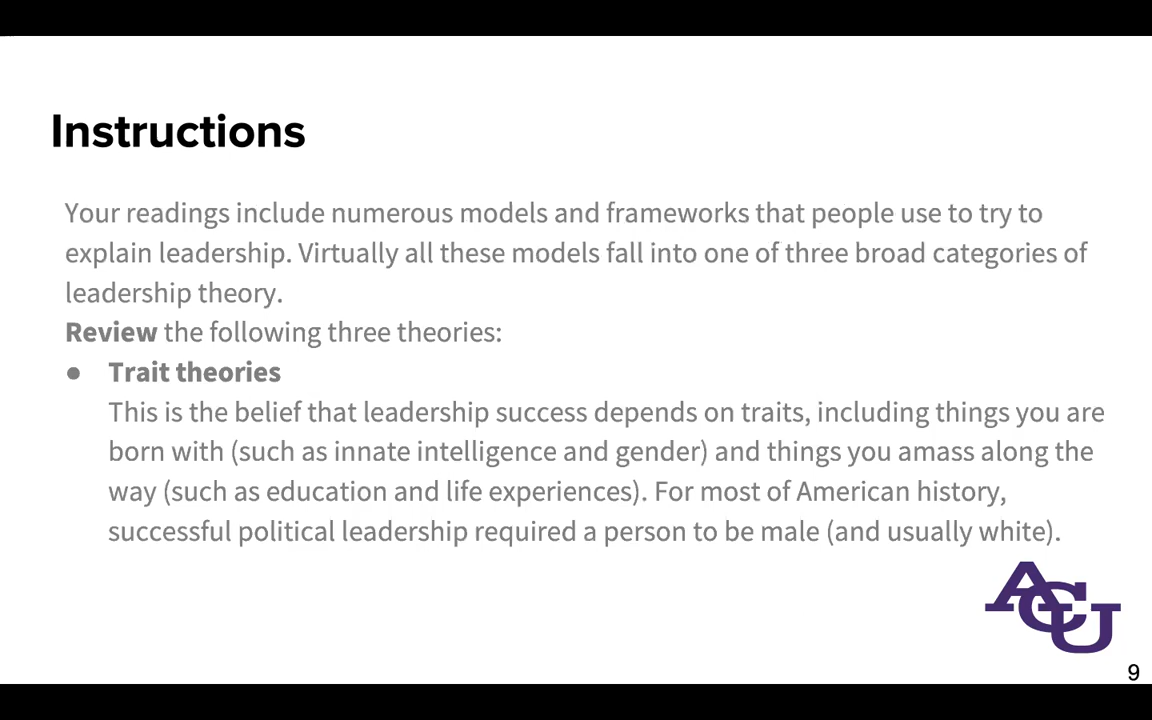 Instructions
Your readings include numerous models and frameworks that people use to try to
explain leadership. Virtually all these models fall into one of three broad categories of
leadership theory.
Review the following three theories:
● Trait theories
This is the belief that leadership success depends on traits, including things you are
born with (such as innate intelligence and gender) and things you amass along the
way (such as education and life experiences). For most of American history,
successful political leadership required a person to be male (and usually white).
ACU
9